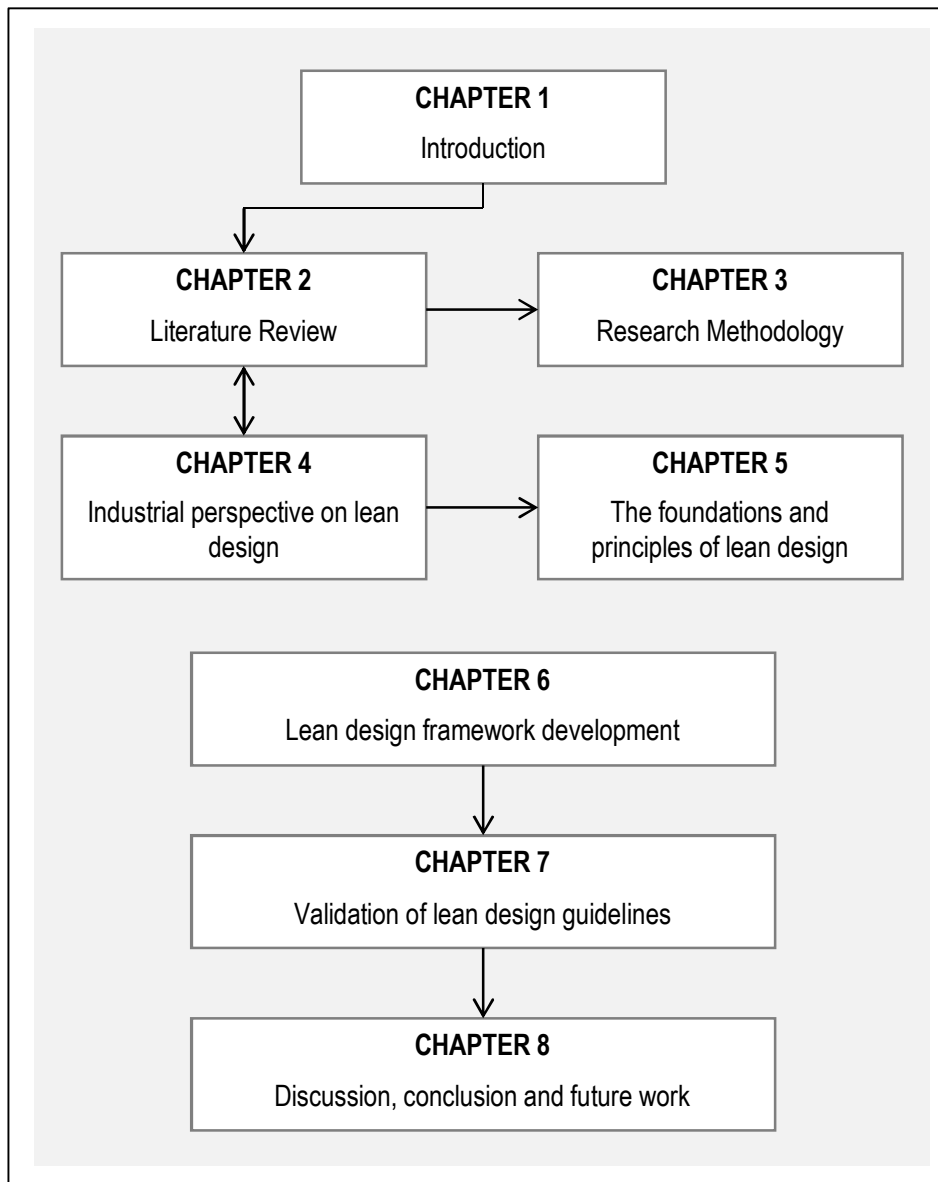 CHAPTER 1
Introduction
CHAPTER 2
Literature Review
CHAPTER 3
Research Methodology
CHAPTER 4
Industrial perspective on lean
design
CHAPTER 5
The foundations and
principles of lean design
CHAPTER 6
Lean design framework development
CHAPTER 7
Validation of lean design guidelines
CHAPTER 8
Discussion, conclusion and future work